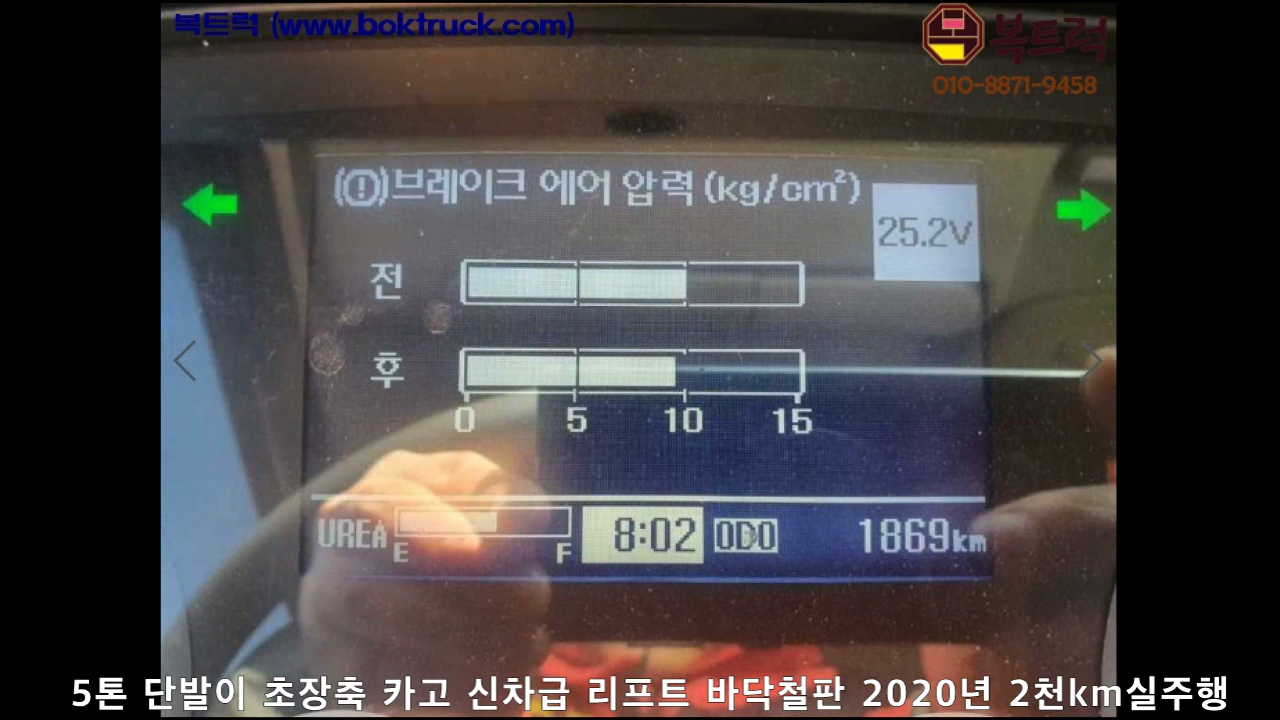 복트럭 (www.boktruck.com)
복트럭
010-8871-9458
(!)브레이크 에어 압력 (kg/cm²)
25.2V
전
후
0 5 10 15
UREA E F 8:02 ODO 1869km
5톤 단발이 초장축 카고 신차급 리프트 바닥철판 2020년 2천km실주행